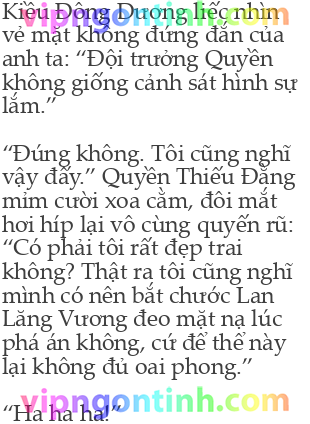 vipngontinh.com
Kiều Đông Dương liếc nhìn
vẻ mặt không đứng đắn của
anh ta: “Đội trưởng Quyền
không giống cảnh sát hình sự
lắm.”
“Đúng không. Tôi cũng nghĩ
vậy đấy.” Quyền Thiếu Đằng
mỉm cười xoa cằm, đôi mắt
hơi híp lại vô cùng quyến rũ:
“Có phải tôi rất đẹp trai
không? Thật ra tôi cũng nghĩ
mình có nên bắt chước Lan
Lăng Vương đeo mặt nạ lúc
phá án không, cứ để thế này
lại không đủ oai phong.”
vipngontinh.com
“Ha ha ha!”